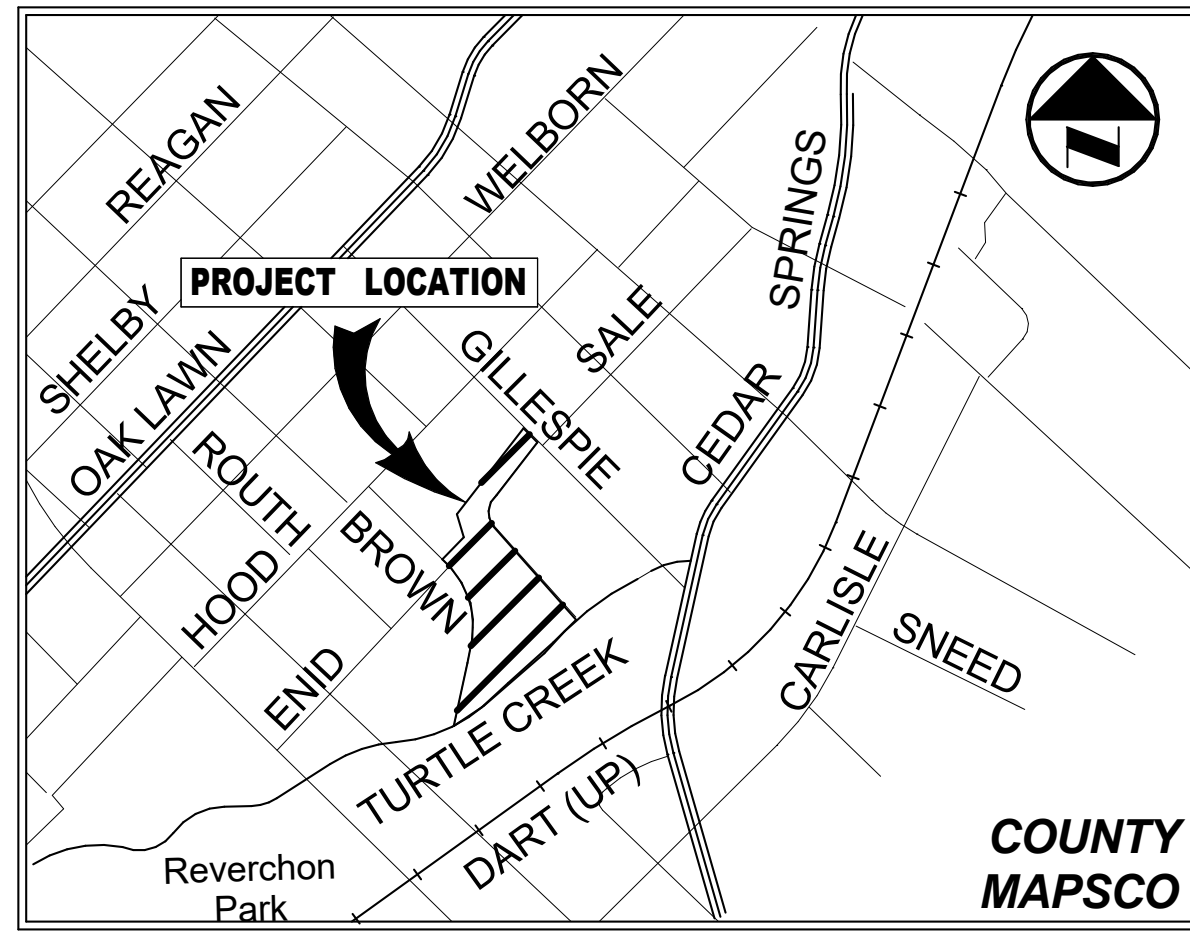 REAGAN
WELBORN
SPRINGS
N
PROJECT LOCATION
SHELBY
SALE
GILLESPIE
OAK LAWN
CEDAR
ROUTH
BROWN
HOOD
CARLISLE
SNEED
ENID
TURTLE CREEK
DART (UP)
Reverchon
Park
COUNTY
MAPSCO